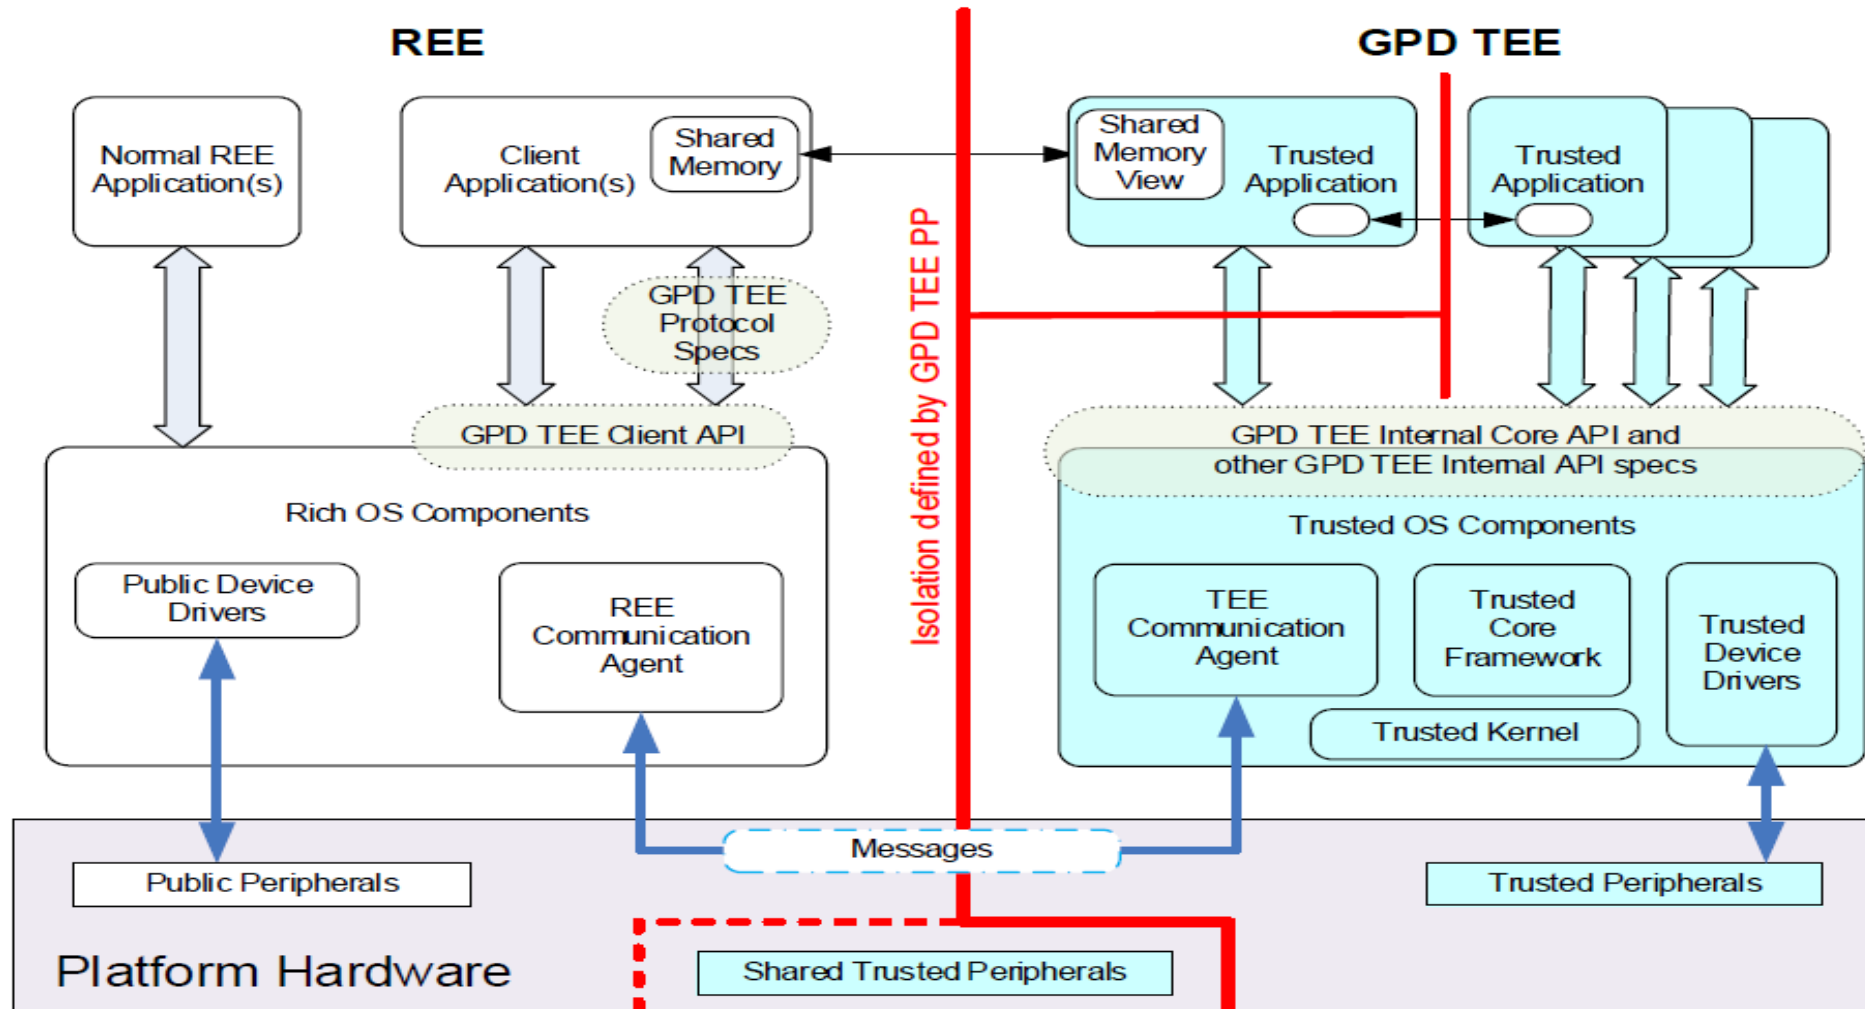 REE
GPD TEE
Normal REE
Application(s)
Client
Application(s)
Shared
Memory
Shared
Memory
View
Trusted
Application
Trusted
Application
GPD TEE
Protocol
Specs
Isolation defined by GPD TEE PP
GPD TEE Client API
GPD TEE Internal Core API and
other GPD TEE Internal API specs
Rich OS Components
Trusted OS Components
Public Device
Drivers
REE
Communication
Agent
TEE
Communication
Agent
Trusted
Core
Framework
Trusted
Device
Drivers
Trusted Kernel
Messages
Public Peripherals
Trusted Peripherals
Platform Hardware
Shared Trusted Peripherals